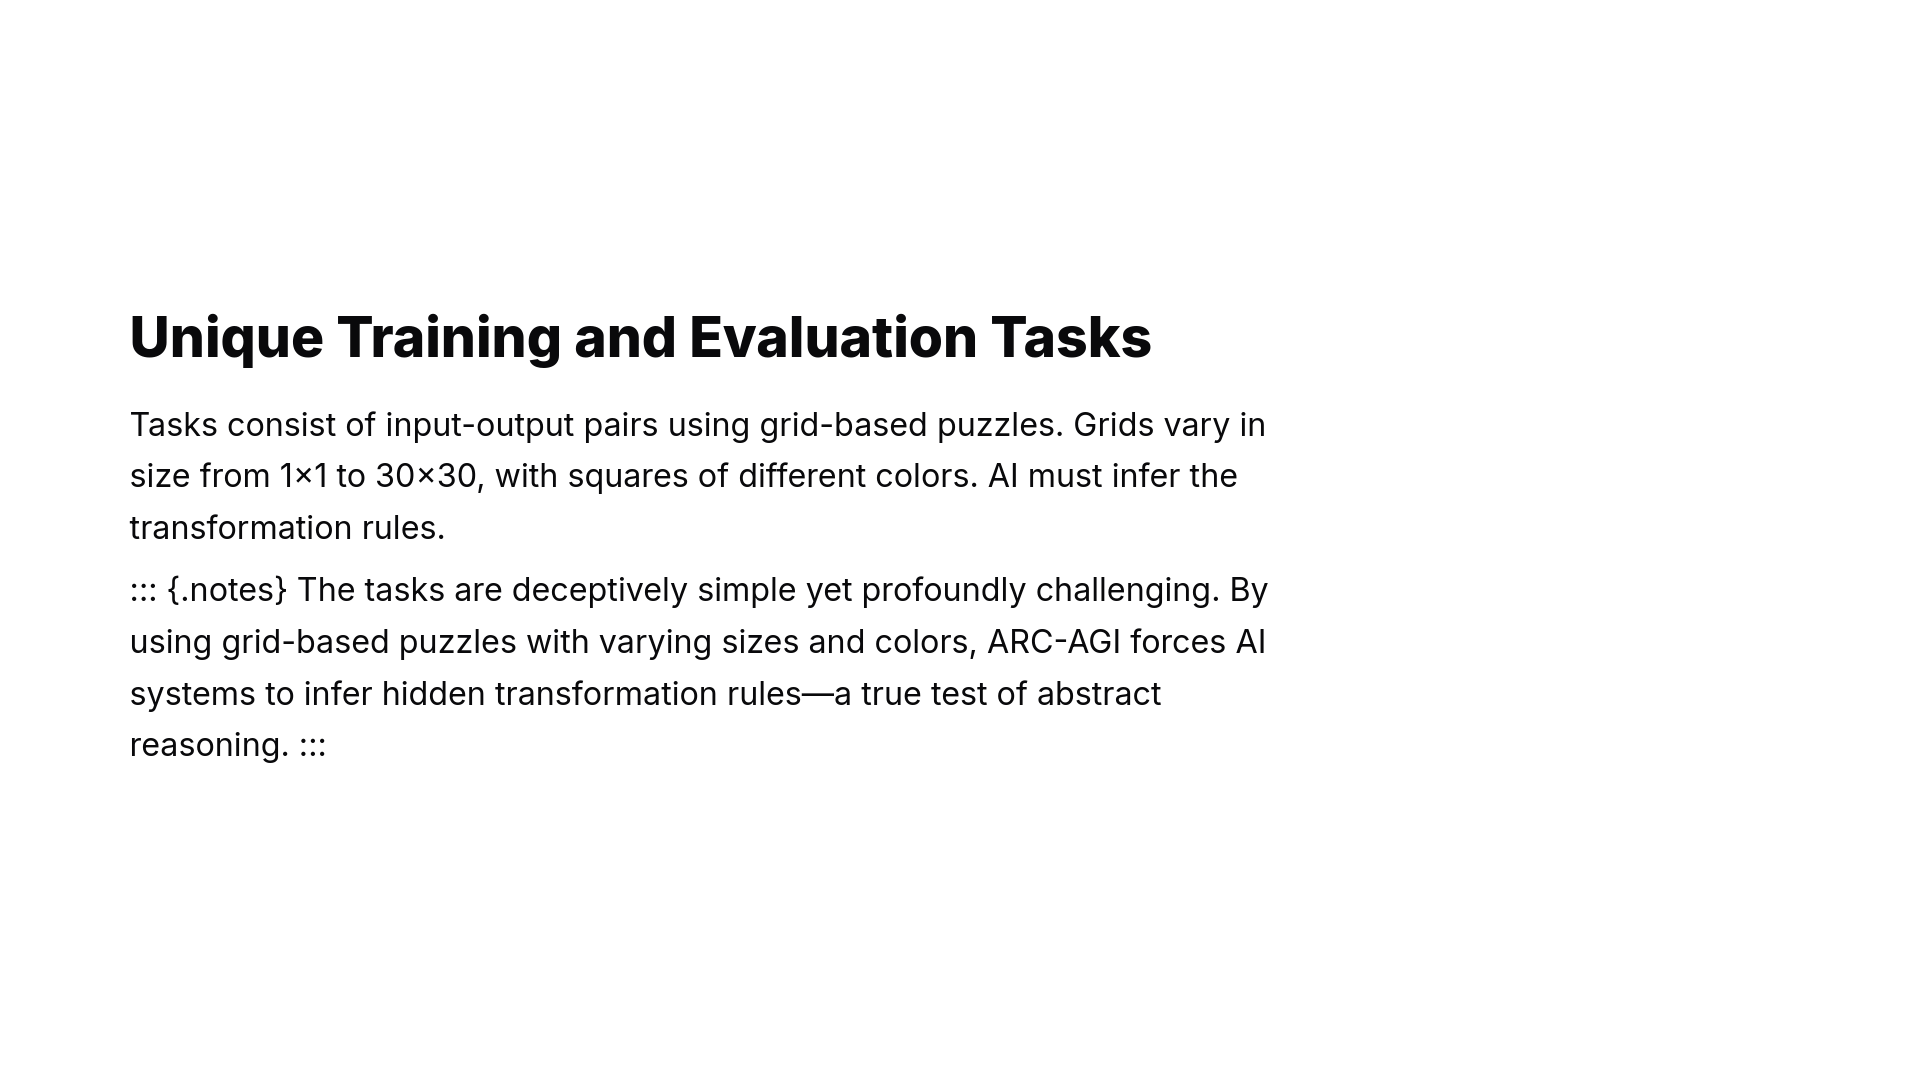 Unique Training and Evaluation Tasks
Tasks consist of input-output pairs using grid-based puzzles. Grids vary in
size from 1×1 to 30×30, with squares of different colors. AI must infer the
transformation rules.
::: {.notes} The tasks are deceptively simple yet profoundly challenging. By
using grid-based puzzles with varying sizes and colors, ARC-AGI forces AI
systems to infer hidden transformation rules—a true test of abstract
reasoning. :::